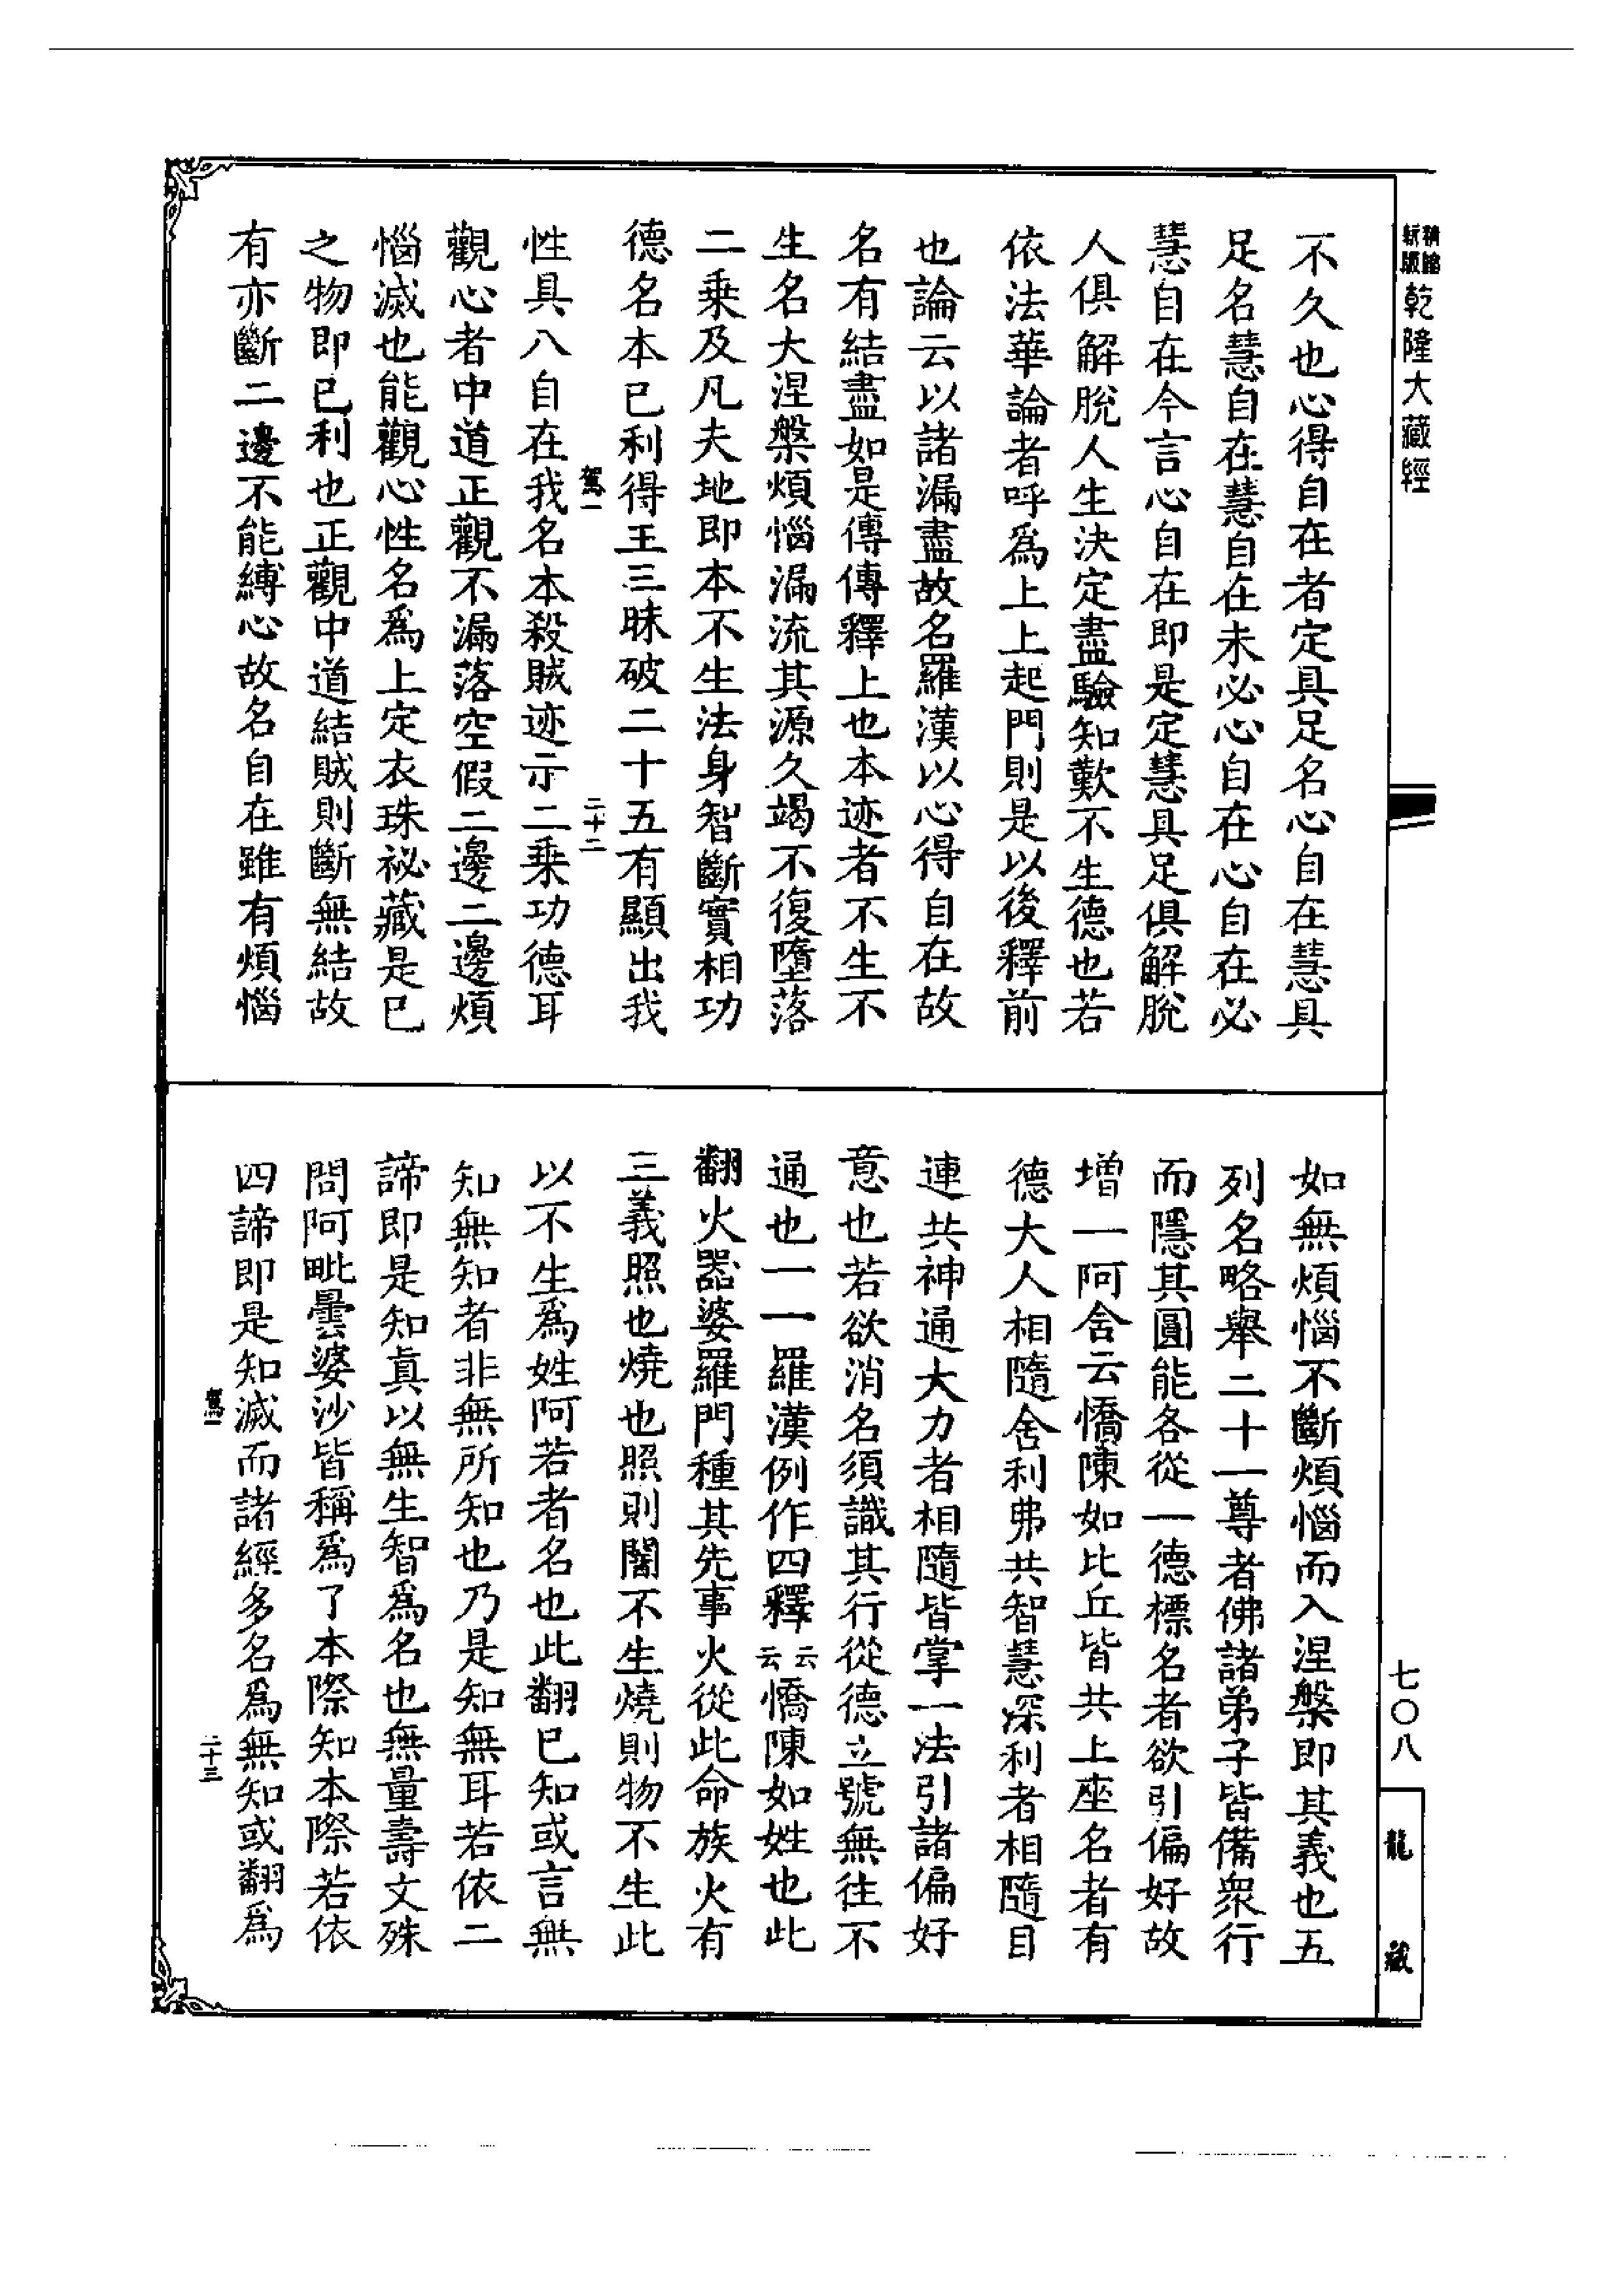 精縮新版乾隆大藏經
不久也心得自在者定具足名心自在慧具
足名慧自在慧自在未必心自在心自在必
慧自在今言心自在即是定慧具足俱解脫
人俱解脫人生決定盡驗知歎不生德也若
依法華論者呼爲上上起門則是以後釋前
也論云以諸漏盡故名羅漢以心得自在故
名有結盡如是傳傳釋上也本迹者不生不
生名大涅槃煩惱漏流其源久竭不復墮落
二乘及凡夫地即本不生法身智斷實相功
德名本已利得王三昧破二十五有顯出我
駕一
二十二
性具八自在我名本殺賊迹示二乘功德耳
觀心者中道正觀不漏落空假二邊二邊煩
惱滅也能觀心性名爲上定衣珠祕藏是已
之物即已利也正觀中道結賊則斷無結故
有亦斷二邊不能縛心故名自在雖有煩惱
如無煩惱不斷煩惱而入涅槃即其義也五
列名略舉二十一尊者佛諸弟子皆備衆行
而隱其圓能各從一德標名者欲引偏好故
增一阿含云憍陳如比丘皆共上座名者有
德大人相隨舍利弗共智慧深利者相隨目
連共神通大力者相隨皆掌一法引諸偏好
意也若欲消名須識其行從德立號無往不
通也一一羅漢例作四釋云云憍陳如姓也此
翻火器婆羅門種其先事火從此命族火有
三義照也燒也照則闇不生燒則物不生此
以不生爲姓阿若者名也此翻已知或言無
知無知者非無所知也乃是知無耳若依二
諦即是知真以無生智爲名也無量壽文殊
問阿毗曇婆沙皆稱爲了本際知本際若依
四諦即是知滅而諸經多名爲無知或翻爲
駕一
二十三
七〇八
龍藏